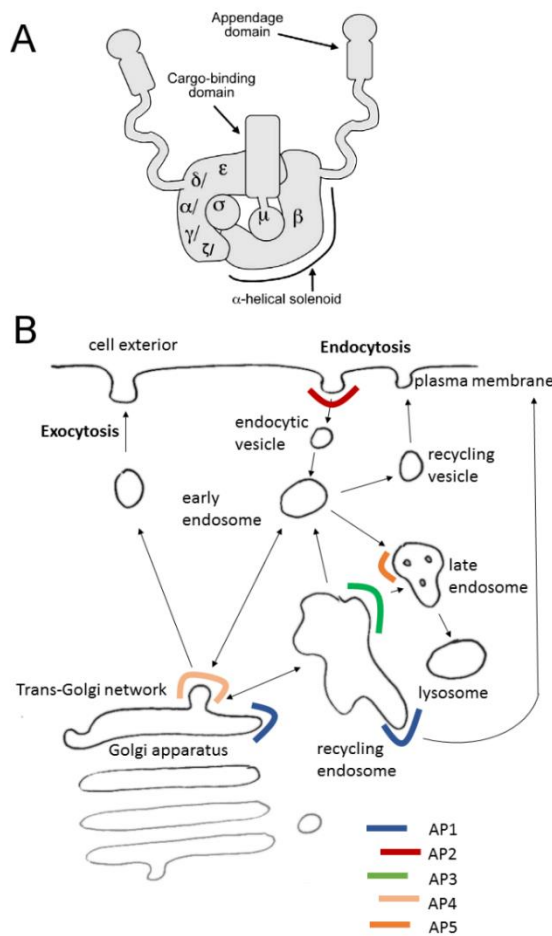 A
Appendage
domain
Cargo-binding
domain
δ/ ε
α/ σ μ β
γ/
ζ/
α-helical solenoid
B
cell exterior
Endocytosis
plasma membrane
Exocytosis
endocytic
vesicle
recycling
vesicle
early
endosome
late
endosome
Trans-Golgi network
lysosome
Golgi apparatus
recycling
endosome
AP1
AP2
AP3
AP4
AP5